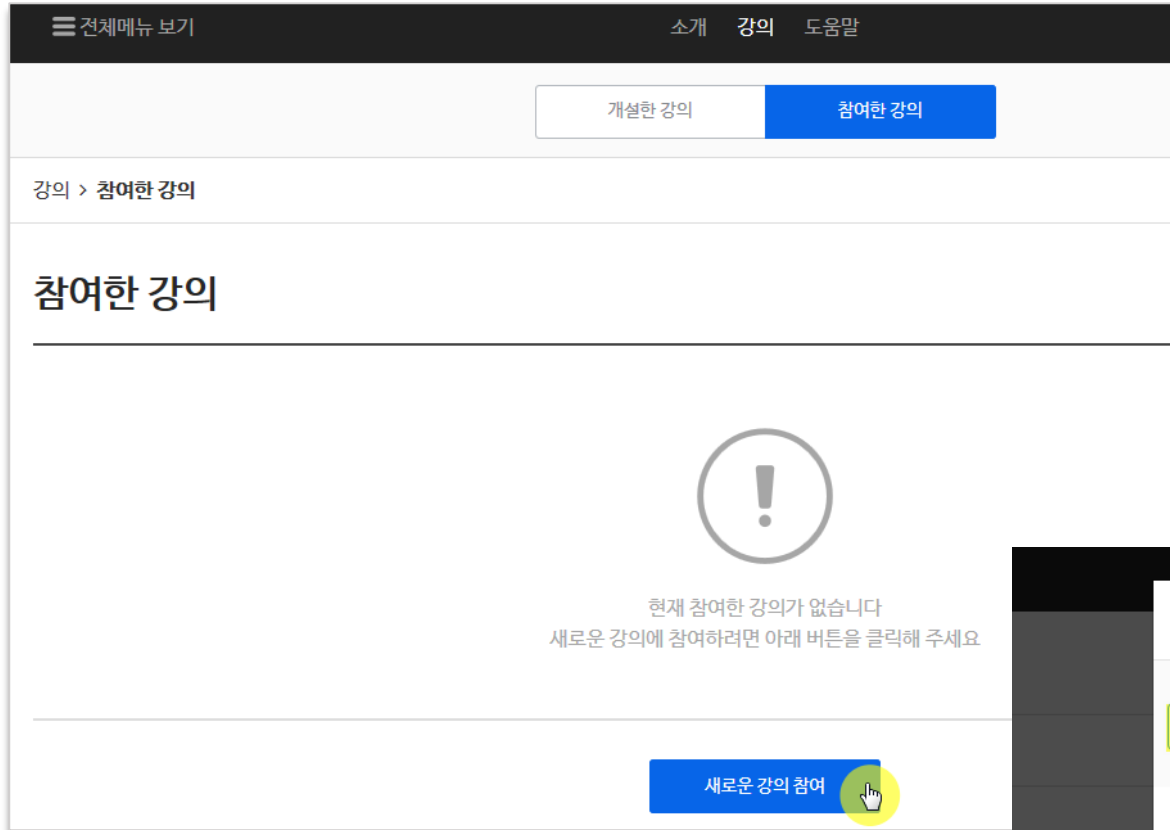 전체메뉴 보기
소개 강의 도움말
개설한 강의 참여한 강의
강의 > 참여한 강의
참여한 강의
현재 참여한 강의가 없습니다
새로운 강의에 참여하려면 아래 버튼을 클릭해 주세요
새로운 강의 참여